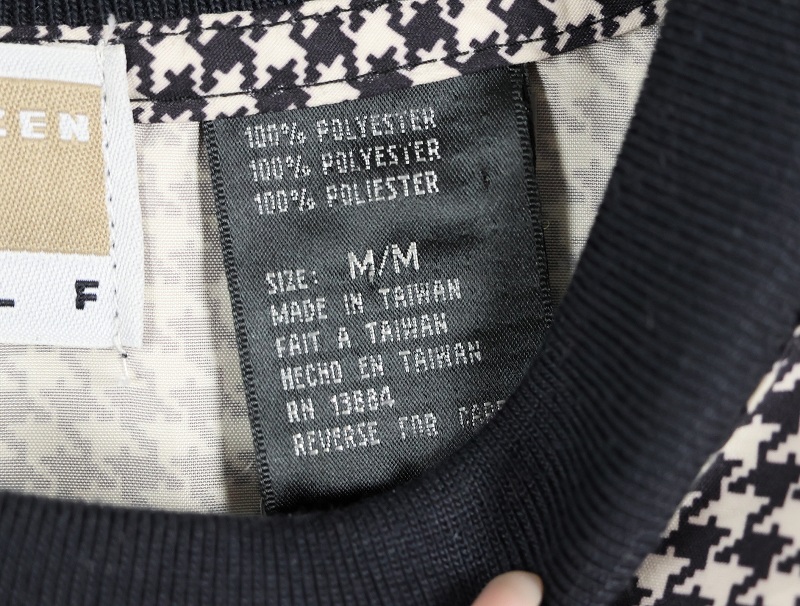 ZEN
L F
100% POLYESTER
100% POLYESTER
100% POLIESTER
SIZE: M/M
MADE IN TAIWAN
FAIT A TAIWAN
HECHO EN TAIWAN
RN 13884
REVERSE FOR CARE